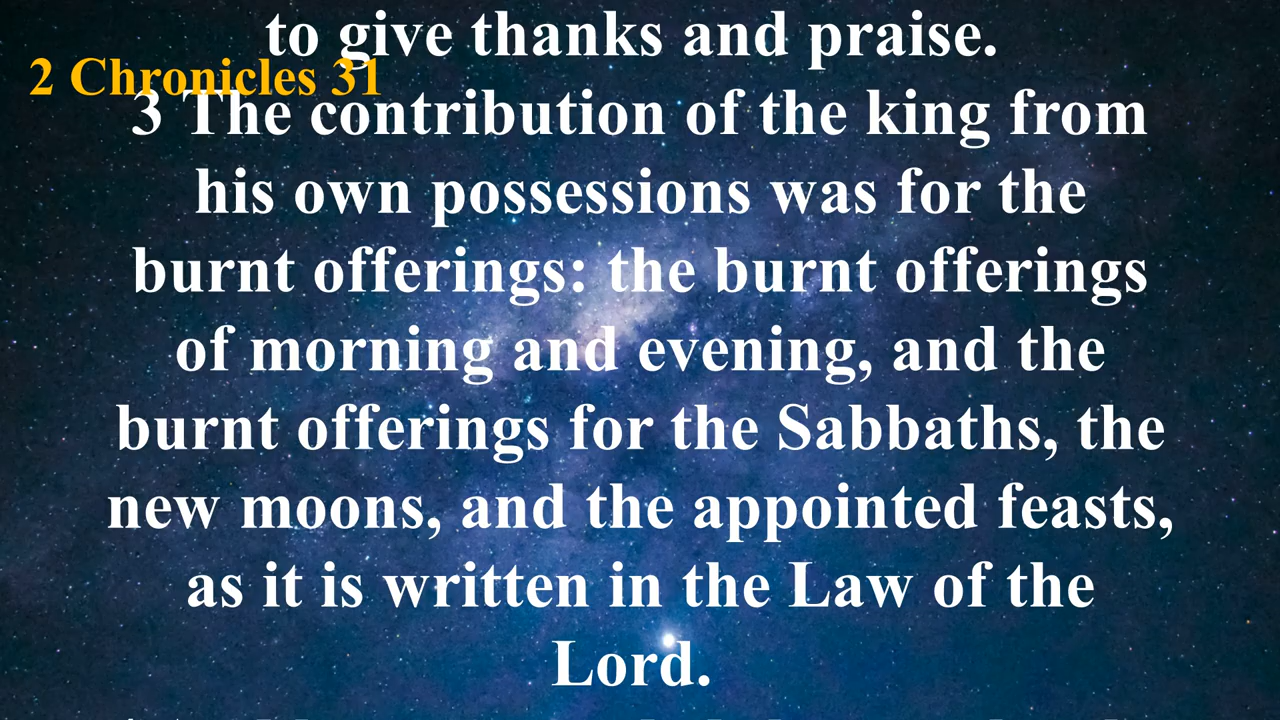 to give thanks and praise.
2 Chronicles 31
3 The contribution of the king from
his own possessions was for the
burnt offerings: the burnt offerings
of morning and evening, and the
burnt offerings for the Sabbaths, the
new moons, and the appointed feasts,
as it is written in the Law of the
Lord.